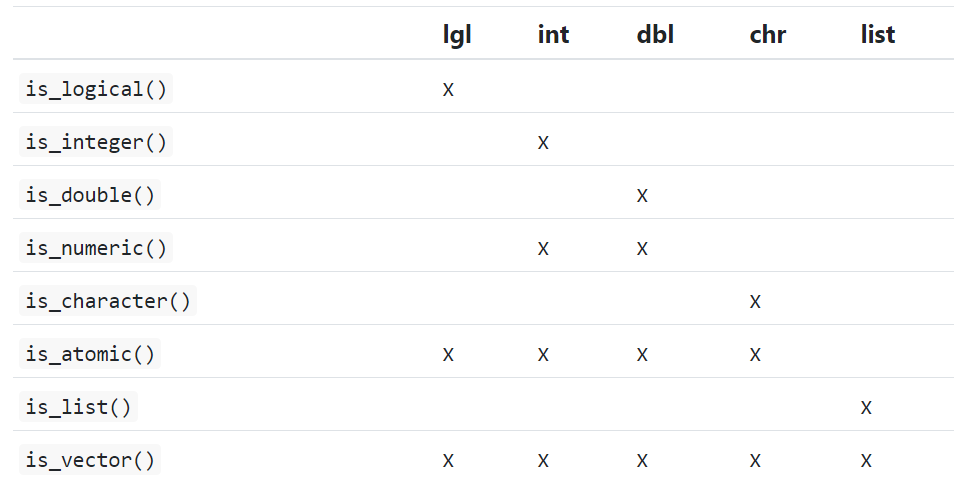 lgl int dbl chr list
is_logical() x
is_integer() x
is_double() x
is_numeric() x x
is_character() x
is_atomic() x x x x
is_list() x
is_vector() x x x x x